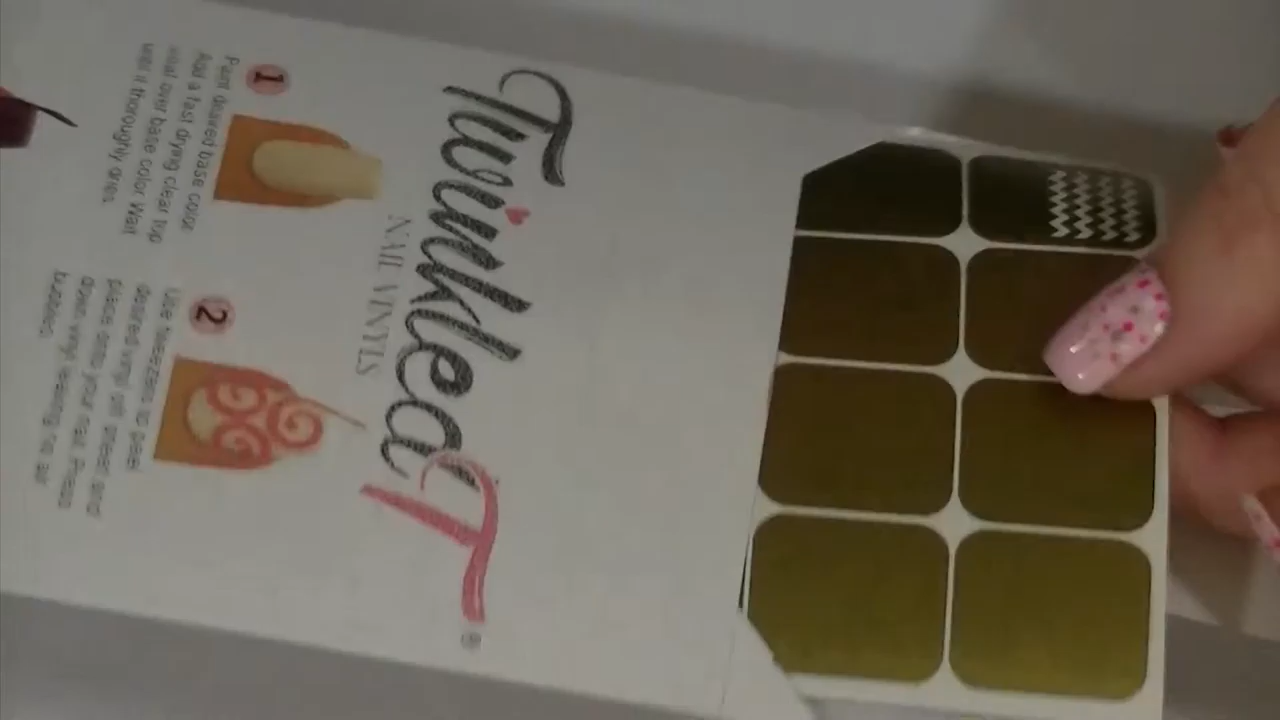 Twinkled T®
NAIL VINYLS
1
Paint desired base color.
Add a fast drying clear top
coat over base color. Wait
until it thoroughly dries.
2
Use tweezers to peel
desired vinyl off sheet and
place onto your nail. Press
down vinyl leaving no air
bubbles.